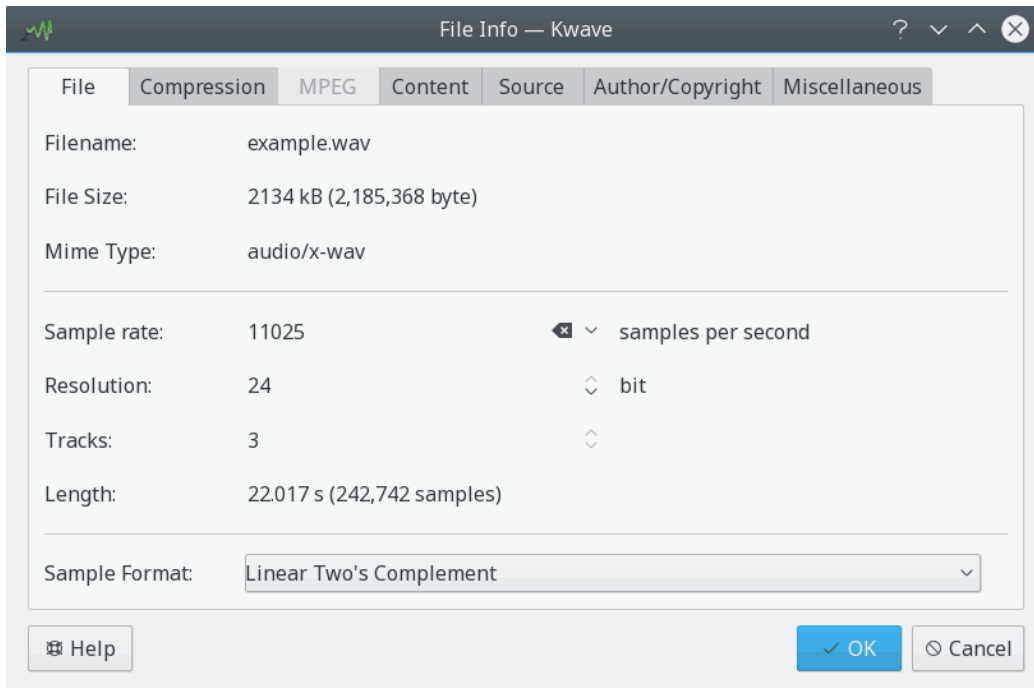 File Info — Kwave
File Compression MPEG Content Source Author/Copyright Miscellaneous
Filename: example.wav
File Size: 2134 kB (2,185,368 byte)
Mime Type: audio/x-wav
Sample rate: 11025 samples per second
Resolution: 24 bit
Tracks: 3
Length: 22.017 s (242,742 samples)
Sample Format: Linear Two's Complement
Help OK Cancel